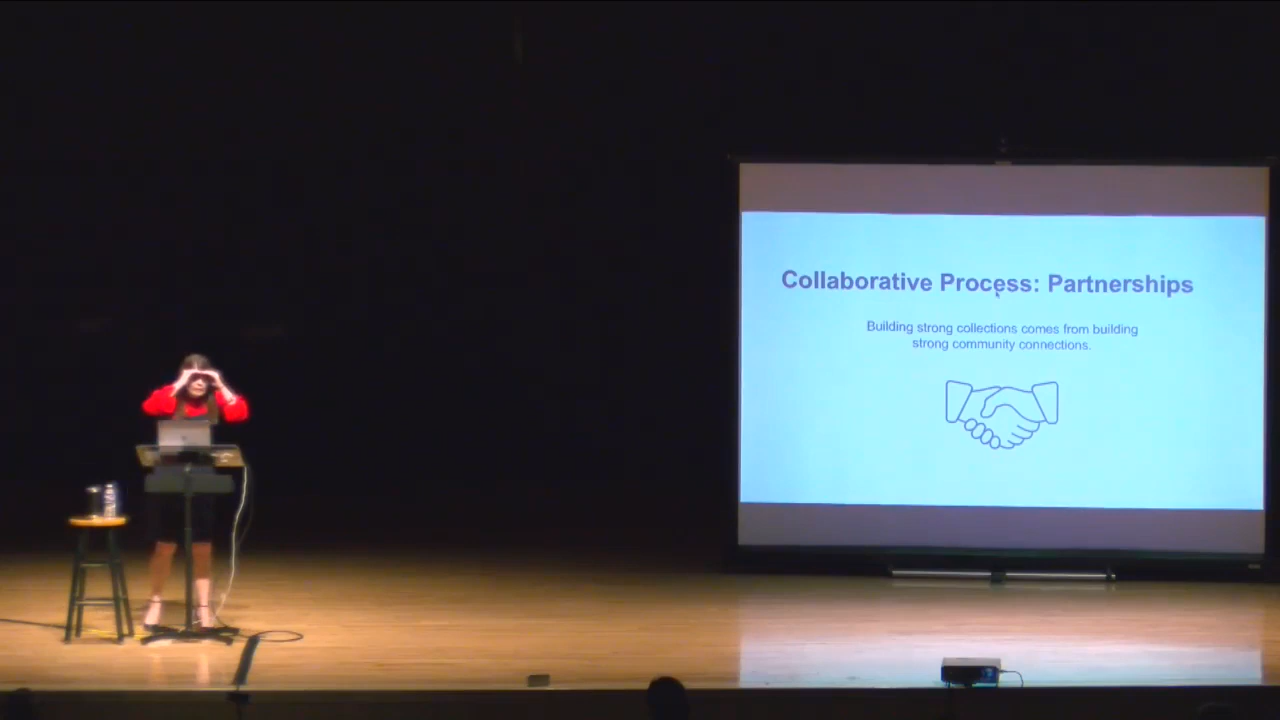 Collaborative Process: Partnerships
Building strong collections comes from building
strong community connections.